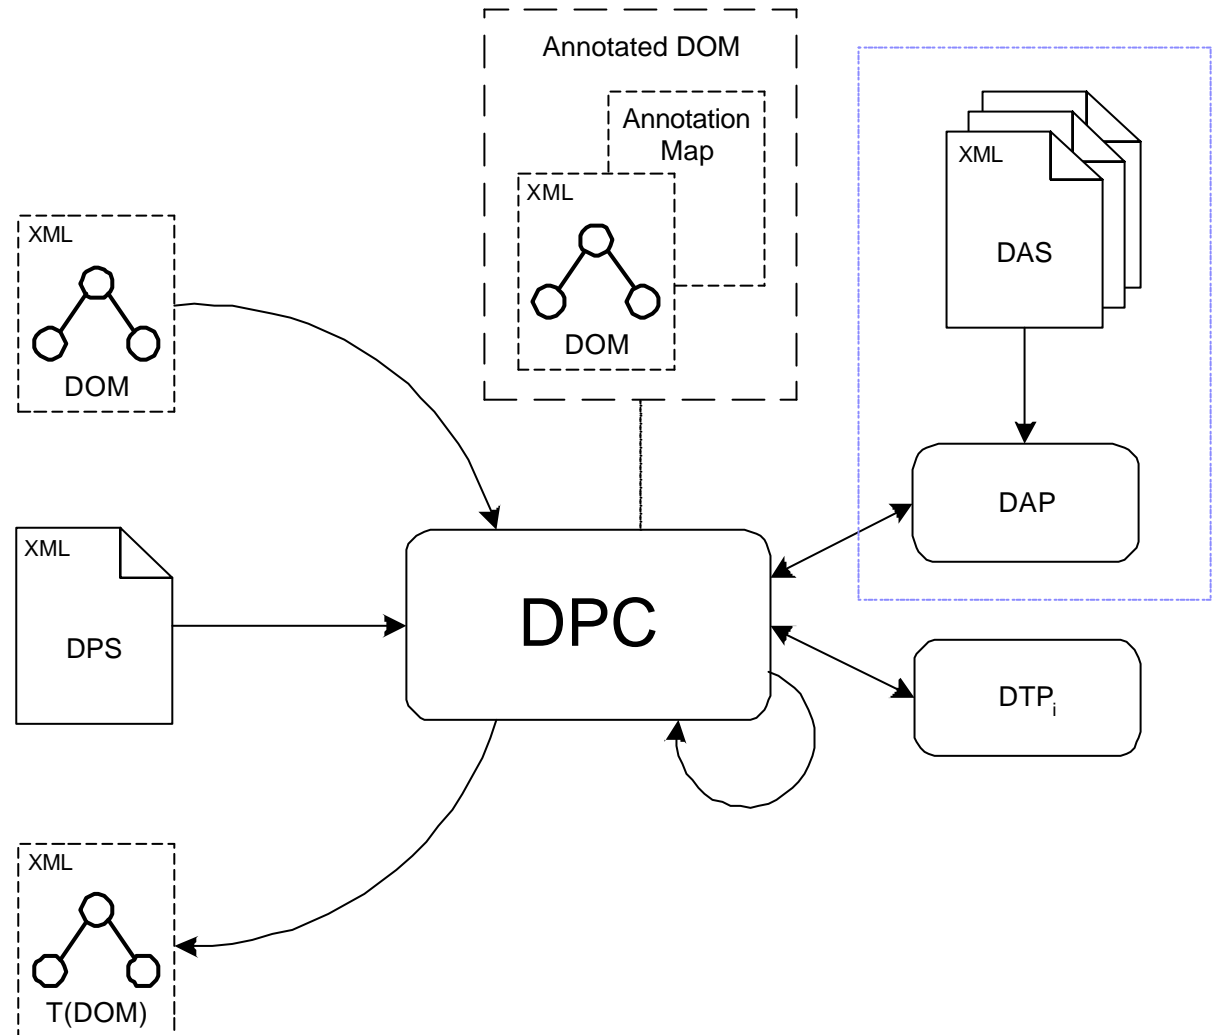 Annotated DOM
Annotation
Map
XML
DOM
XML
DAS
XML
DOM
DAP
XML
DPS
DPC
DTPi
XML
T(DOM)